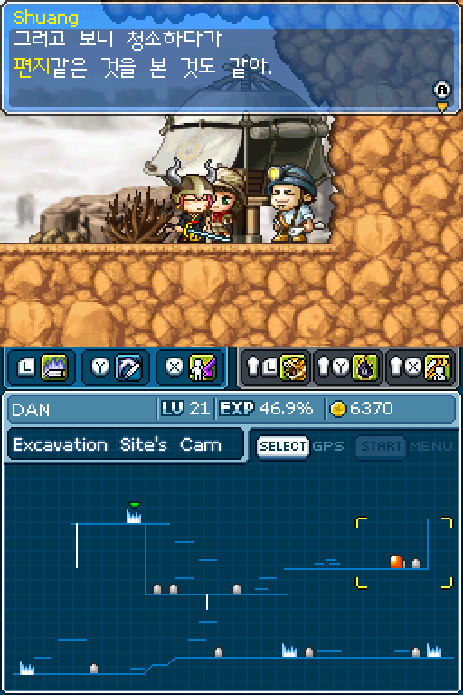 Shuang
그러고 보니 청소하다가
편지같은 것을 본 것도 같아.
A
L Y X L Y X
DAN LV 21 EXP 46.9% 6370
Excavation Site's Cam SELECT GPS START MENU